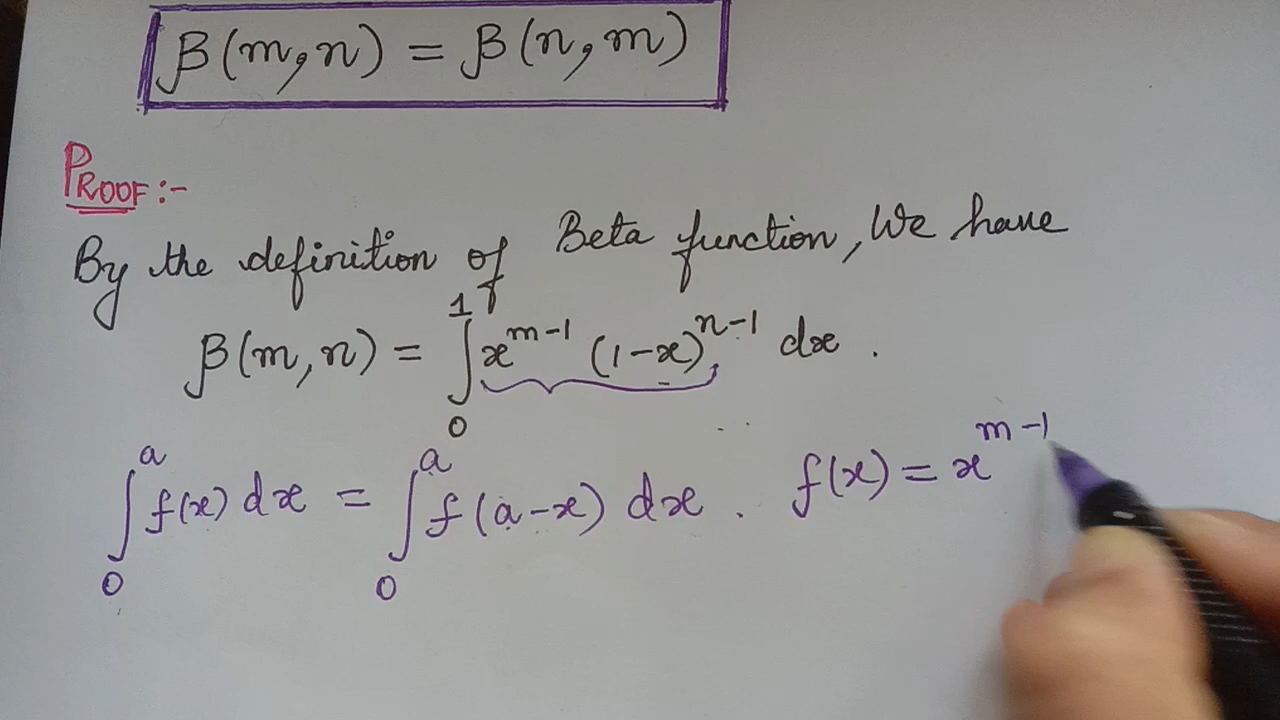 β(m,n) = β(n,m)
PROOF:-
By the definition of Beta function, We have
β(m,n) = ∫₀¹ x^{m-1} (1-x)^{n-1} dx .
∫₀ᵃ f(x) dx = ∫₀ᵃ f(a-x) dx . f(x) = x^{m-1}